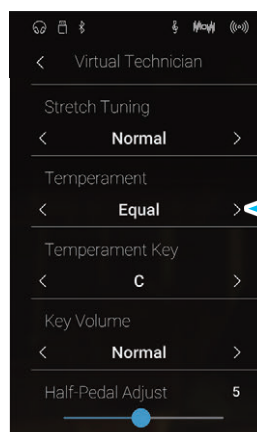 < Virtual Technician
Stretch Tuning
< Normal >
Temperament
< Equal >
Temperament Key
< C >
Key Volume
< Normal >
Half-Pedal Adjust 5